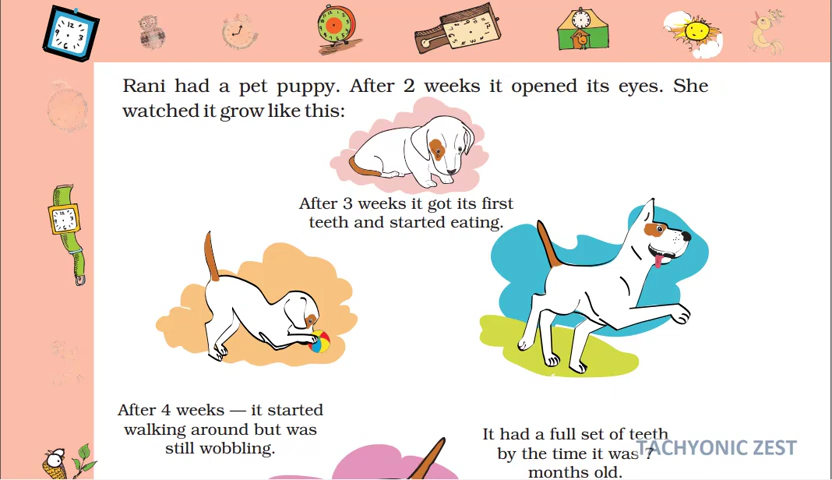 Rani had a pet puppy. After 2 weeks it opened its eyes. She
watched it grow like this:
After 3 weeks it got its first
teeth and started eating.
After 4 weeks — it started
walking around but was
still wobbling.
It had a full set of teeth
by the time it was 7
months old.
TACHYONIC ZEST